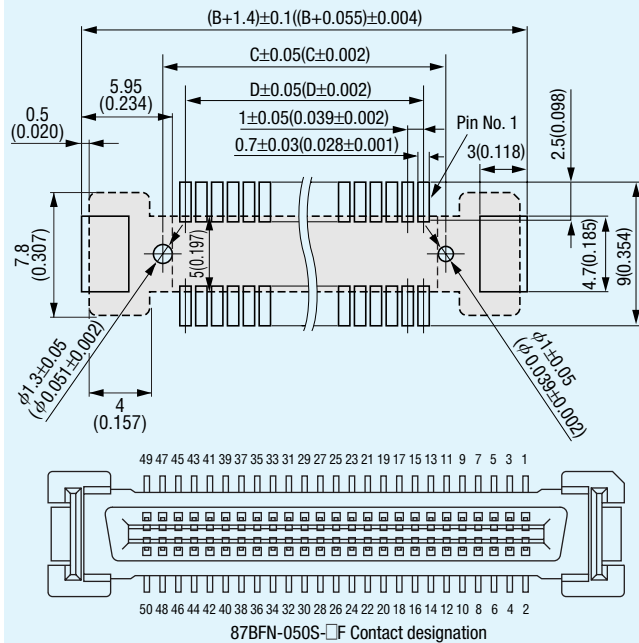 (B+1.4)±0.1((B+0.055)±0.004)
C±0.05(C±0.002)
5.95
(0.234)
D±0.05(D±0.002)
0.5
(0.020)
1±0.05(0.039±0.002)
Pin No. 1
0.7±0.03(0.028±0.001)
3(0.118)
2.5(0.098)
7.8
(0.307)
5(0.197)
4.7(0.185)
9(0.354)
φ1.3±0.05
(φ0.051±0.002)
φ1±0.05
(φ0.039±0.002)
4
(0.157)
49 47 45 43 41 39 37 35 33 31 29 27 25 23 21 19 17 15 13 11 9 7 5 3 1
50 48 46 44 42 40 38 36 34 32 30 28 26 24 22 20 18 16 14 12 10 8 6 4 2
87BFN-050S-□F Contact designation